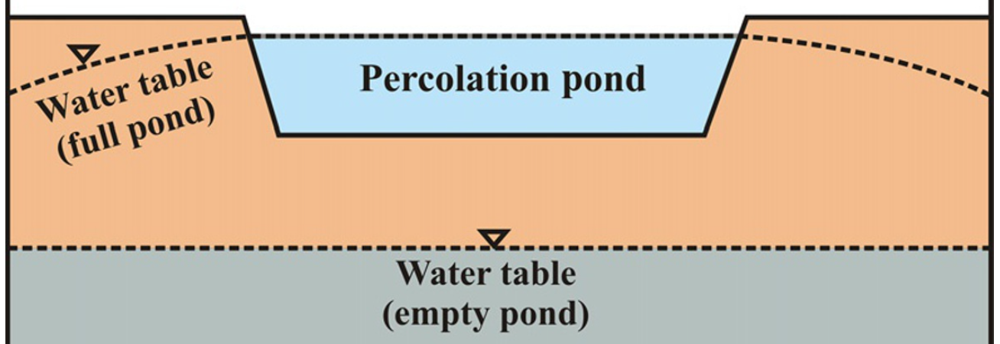 Percolation pond
Water table
(full pond)
Water table
(empty pond)